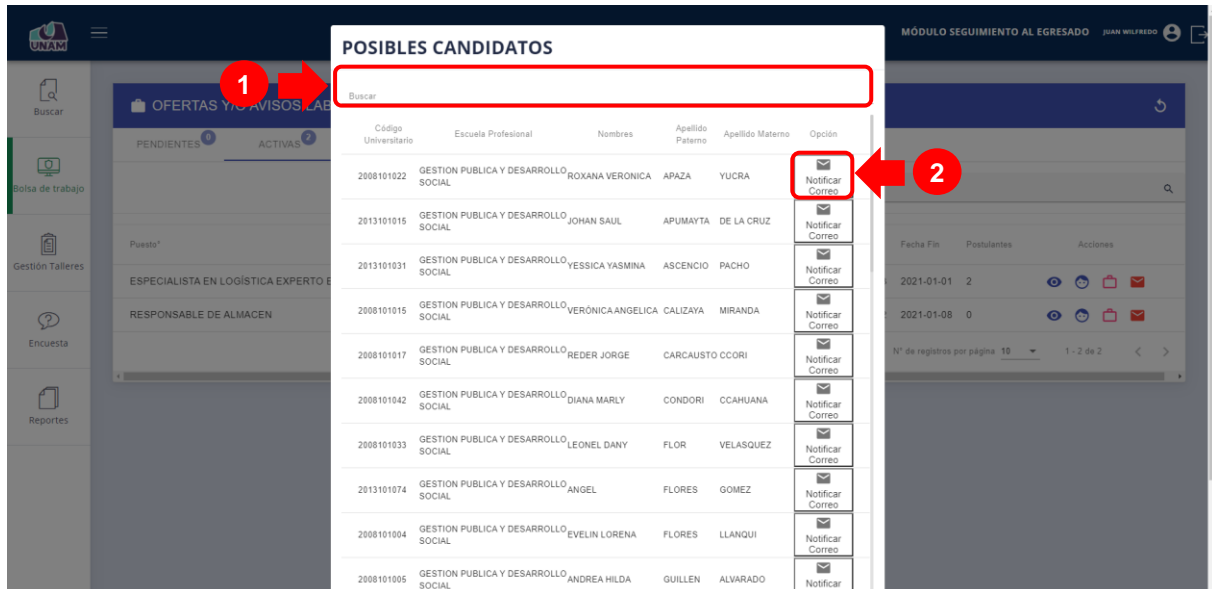 UNAM
MÓDULO SEGUIMIENTO AL EGRESADO JUAN WILFREDO
Buscar
Bolsa de trabajo
Gestión Talleres
Encuesta
Reportes
OFERTAS Y/O AVISOS LAB
PENDIENTES 0 ACTIVAS 2
Puesto*
ESPECIALISTA EN LOGÍSTICA EXPERTO E
RESPONSABLE DE ALMACEN
POSIBLES CANDIDATOS
1
Buscar
Código Universitario Escuela Profesional Nombres Apellido Paterno Apellido Materno Opción
2008101022 GESTION PUBLICA Y DESARROLLO SOCIAL ROXANA VERONICA APAZA YUCRA Notificar Correo
2
2013101015 GESTION PUBLICA Y DESARROLLO SOCIAL JOHAN SAUL APUMAYTA DE LA CRUZ Notificar Correo
2013101031 GESTION PUBLICA Y DESARROLLO SOCIAL YESSICA YASMINA ASCENCIO PACHO Notificar Correo
2008101015 GESTION PUBLICA Y DESARROLLO SOCIAL VERÓNICA ANGELICA CALIZAYA MIRANDA Notificar Correo
2008101017 GESTION PUBLICA Y DESARROLLO SOCIAL REDER JORGE CARCAUSTO CCORI Notificar Correo
2008101042 GESTION PUBLICA Y DESARROLLO SOCIAL DIANA MARLY CONDORI CCAHUANA Notificar Correo
2008101033 GESTION PUBLICA Y DESARROLLO SOCIAL LEONEL DANY FLOR VELASQUEZ Notificar Correo
2013101074 GESTION PUBLICA Y DESARROLLO SOCIAL ANGEL FLORES GOMEZ Notificar Correo
2008101004 GESTION PUBLICA Y DESARROLLO SOCIAL EVELIN LORENA FLORES LLANQUI Notificar Correo
2008101005 GESTION PUBLICA Y DESARROLLO SOCIAL ANDREA HILDA GUILLEN ALVARADO Notificar
Fecha Fin Postulantes Acciones
2021-01-01 2
2021-01-08 0
N° de registros por página 10 1 - 2 de 2